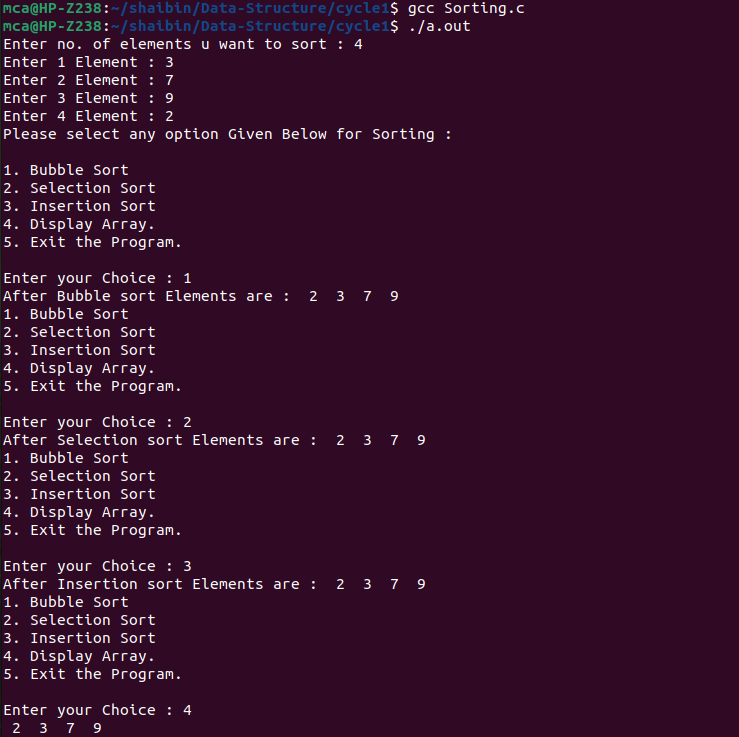 mca@HP-Z238:~/shaibin/Data-Structure/cycle1$ gcc Sorting.c
mca@HP-Z238:~/shaibin/Data-Structure/cycle1$ ./a.out
Enter no. of elements u want to sort : 4
Enter 1 Element : 3
Enter 2 Element : 7
Enter 3 Element : 9
Enter 4 Element : 2
Please select any option Given Below for Sorting :

1. Bubble Sort
2. Selection Sort
3. Insertion Sort
4. Display Array.
5. Exit the Program.

Enter your Choice : 1
After Bubble sort Elements are :  2  3  7  9
1. Bubble Sort
2. Selection Sort
3. Insertion Sort
4. Display Array.
5. Exit the Program.

Enter your Choice : 2
After Selection sort Elements are :  2  3  7  9
1. Bubble Sort
2. Selection Sort
3. Insertion Sort
4. Display Array.
5. Exit the Program.

Enter your Choice : 3
After Insertion sort Elements are :  2  3  7  9
1. Bubble Sort
2. Selection Sort
3. Insertion Sort
4. Display Array.
5. Exit the Program.

Enter your Choice : 4
 2  3  7  9